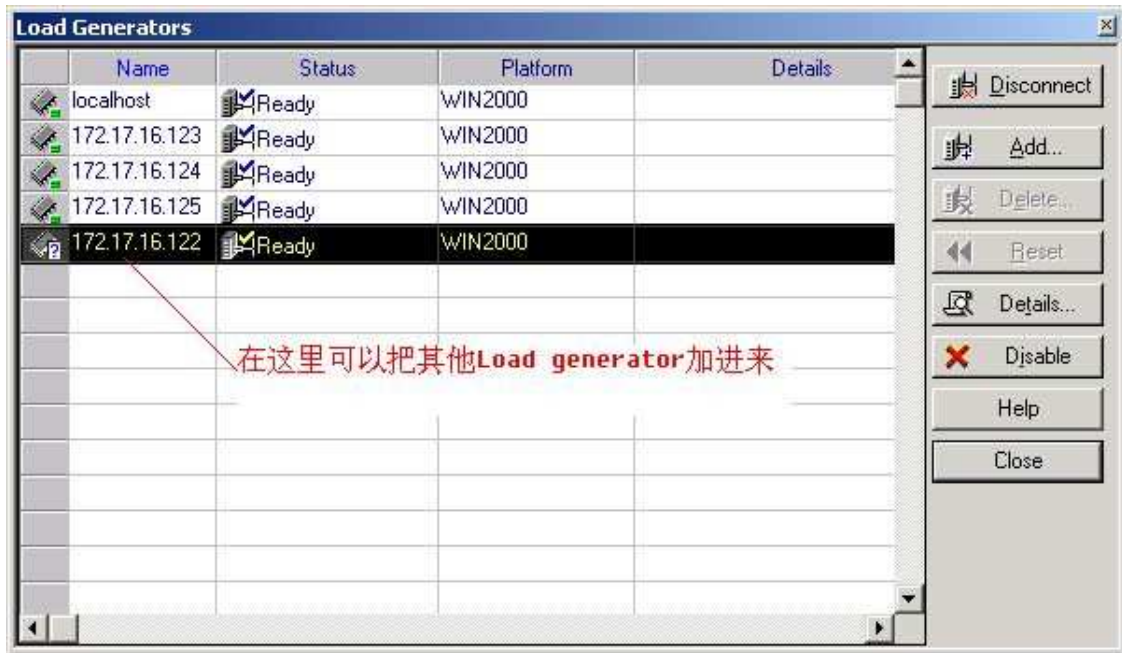 Load Generators
Name Status Platform Details
localhost Ready WIN2000
172.17.16.123 Ready WIN2000
172.17.16.124 Ready WIN2000
172.17.16.125 Ready WIN2000
172.17.16.122 Ready WIN2000
在这里可以把其他Load generator加进来
Disconnect
Add...
Delete...
Reset
Details...
Disable
Help
Close